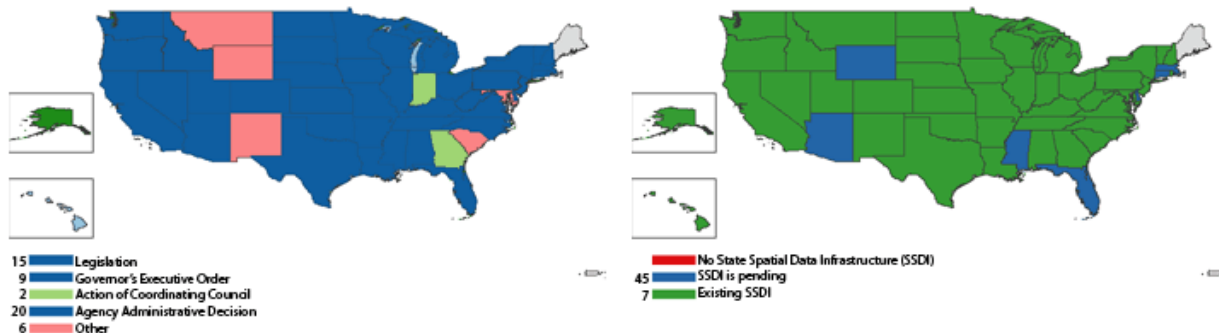 15 Legislation
9 Governor's Executive Order
2 Action of Coordinating Council
20 Agency Administrative Decision
6 Other
No State Spatial Data Infrastructure (SSDI)
45 SSDI is pending
7 Existing SSDI